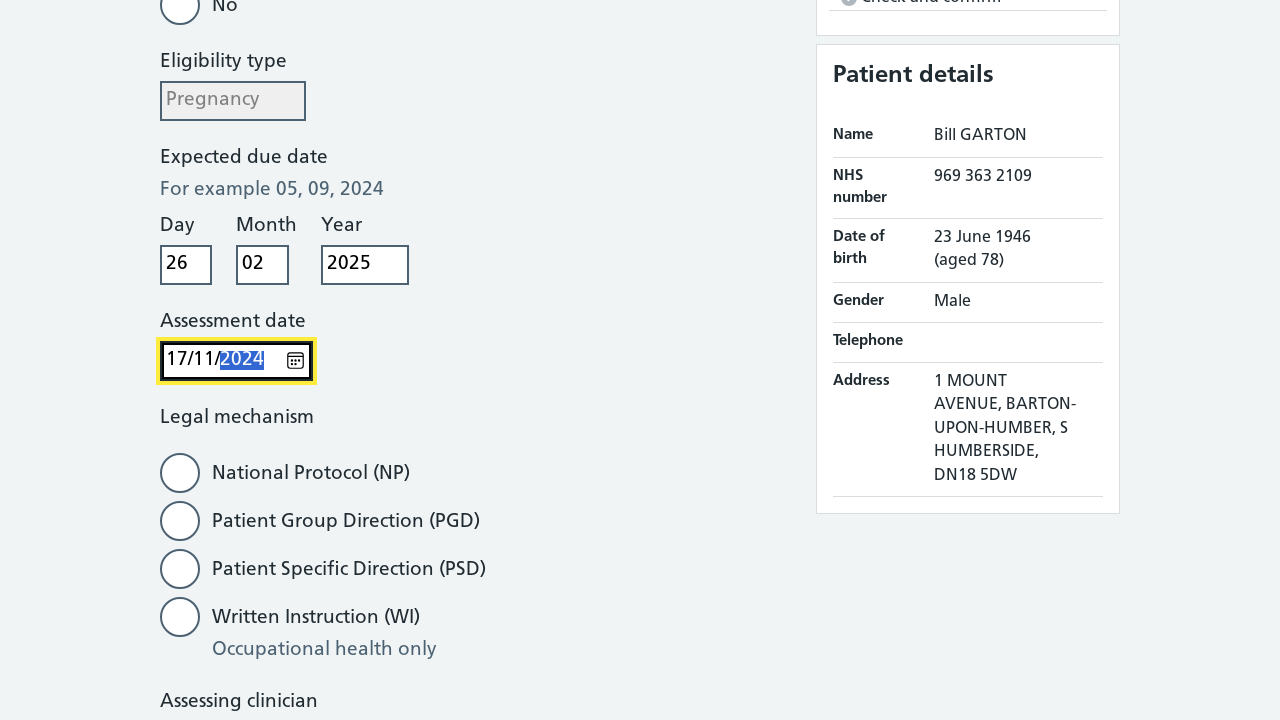 No
Eligibility type
Pregnancy
Expected due date
For example 05, 09, 2024
Day Month Year
26 02 2025
Assessment date
17/11/2024
Legal mechanism
National Protocol (NP)
Patient Group Direction (PGD)
Patient Specific Direction (PSD)
Written Instruction (WI)
Occupational health only
Assessing clinician
Check and confirm
Patient details
Name Bill GARTON
NHS number 969 363 2109
Date of birth 23 June 1946 (aged 78)
Gender Male
Telephone
Address 1 MOUNT
AVENUE, BARTON-
UPON-HUMBER, S
HUMBERSIDE,
DN18 5DW